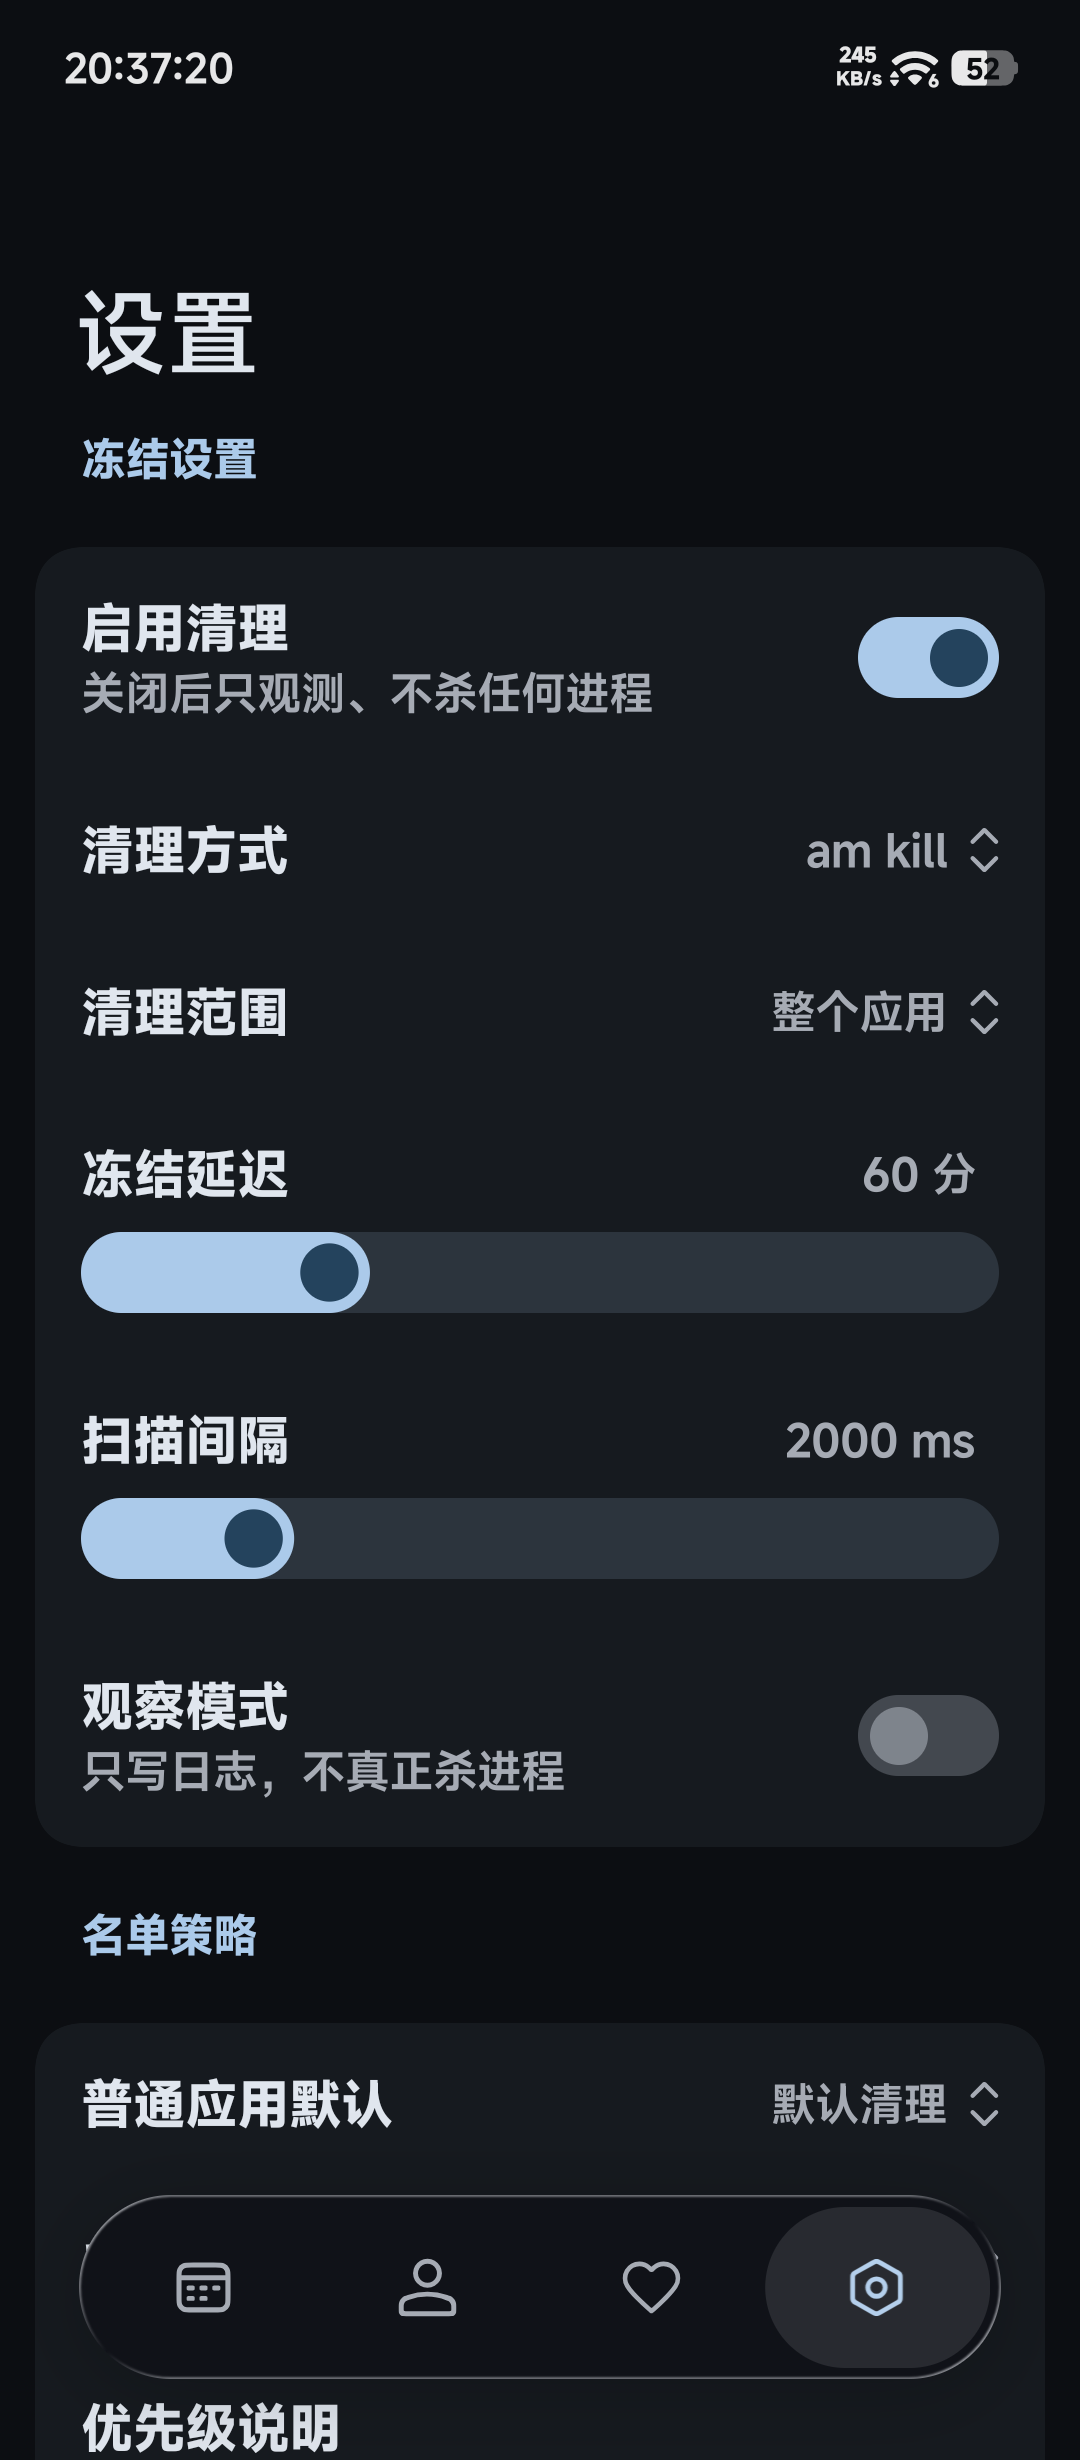 20:37:20
245
KB/s
6
52
设置
冻结设置
启用清理
关闭后只观测、不杀任何进程
清理方式
am kill
清理范围
整个应用
冻结延迟
60 分
扫描间隔
2000 ms
观察模式
只写日志，不真正杀进程
名单策略
普通应用默认
默认清理
优先级说明